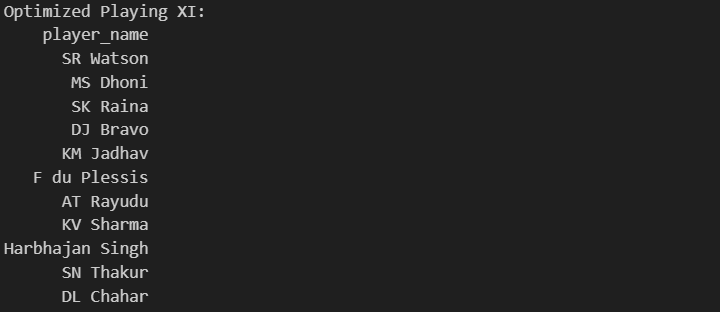 Optimized Playing XI:
player_name
SR Watson
MS Dhoni
SK Raina
DJ Bravo
KM Jadhav
F du Plessis
AT Rayudu
KV Sharma
Harbhajan Singh
SN Thakur
DL Chahar